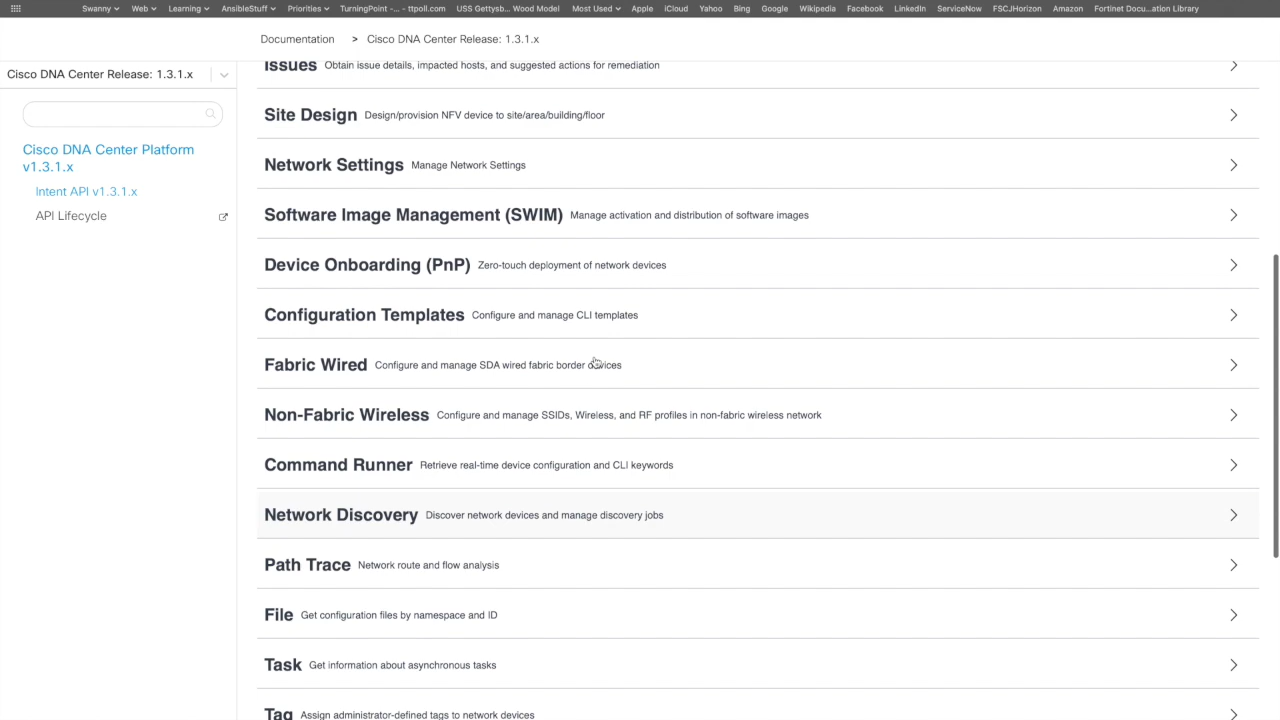 Swanny Web Learning AnsibleStuff Priorities TurningPoint -... - ttpoll.com USS Gettysb... Wood Model Most Used Apple iCloud Yahoo Bing Google Wikipedia Facebook LinkedIn ServiceNow FSCJHorizon Amazon Fortinet Docu...ation Library
Documentation > Cisco DNA Center Release: 1.3.1.x
Cisco DNA Center Release: 1.3.1.x
Cisco DNA Center Platform
v1.3.1.x
Intent API v1.3.1.x
API Lifecycle
Issues Obtain issue details, impacted hosts, and suggested actions for remediation
Site Design Design/provision NFV device to site/area/building/floor
Network Settings Manage Network Settings
Software Image Management (SWIM) Manage activation and distribution of software images
Device Onboarding (PnP) Zero-touch deployment of network devices
Configuration Templates Configure and manage CLI templates
Fabric Wired Configure and manage SDA wired fabric border devices
Non-Fabric Wireless Configure and manage SSIDs, Wireless, and RF profiles in non-fabric wireless network
Command Runner Retrieve real-time device configuration and CLI keywords
Network Discovery Discover network devices and manage discovery jobs
Path Trace Network route and flow analysis
File Get configuration files by namespace and ID
Task Get information about asynchronous tasks
Tag Assign administrator-defined tags to network devices